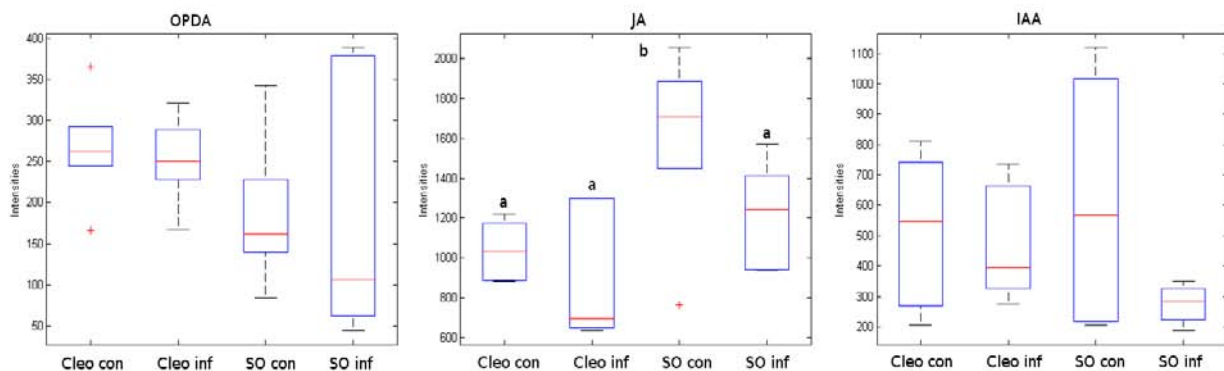 OPDA
Intensities
400
350
300
250
200
150
100
50
Cleo con Cleo inf SO con SO inf
JA
Intensities
2000
1800
1600
1400
1200
1000
800
600
a
a
b
a
Cleo con Cleo inf SO con SO inf
IAA
Intensities
1100
1000
900
800
700
600
500
400
300
200
Cleo con Cleo inf SO con SO inf